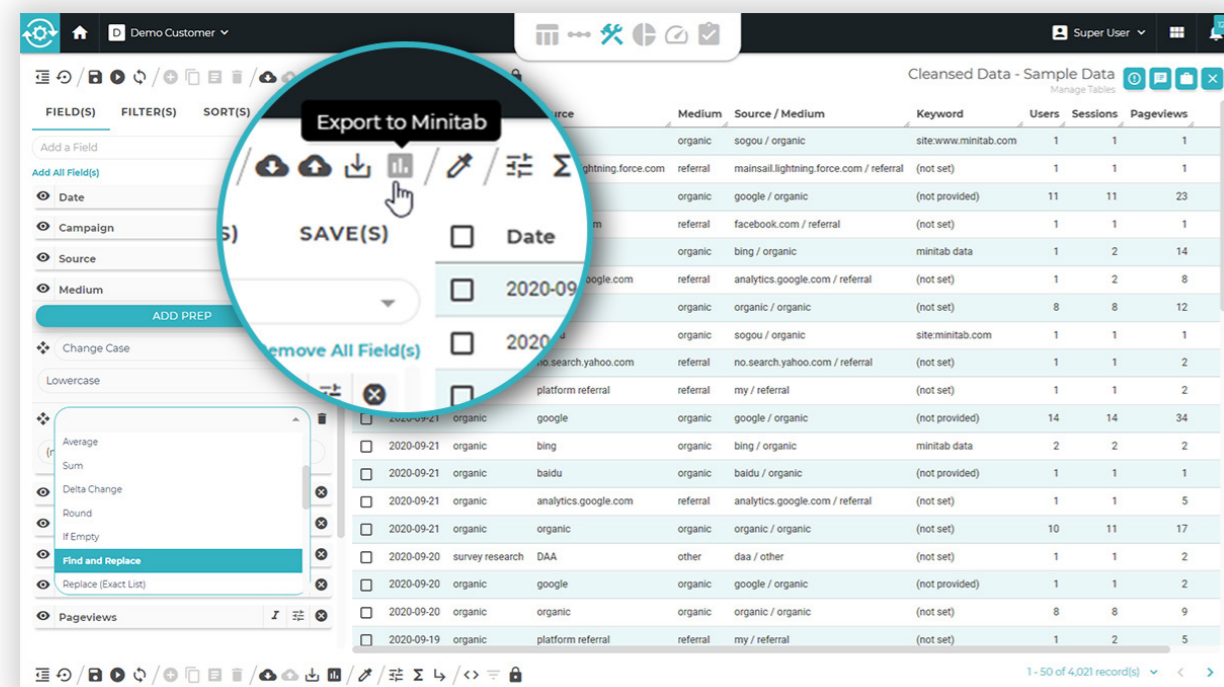 D Demo Customer
Super User
Cleansed Data - Sample Data
Manage Tables
FIELD(S) FILTER(S) SORT(S)
Add a Field
Add All Field(s)
Date
Campaign
Source
Medium
ADD PREP
Change Case
Lowercase
Average
Sum
Delta Change
Round
If Empty
Find and Replace
Replace (Exact List)
Pageviews
Export to Minitab
SAVE(S)
Date
Remove All Field(s)
Medium Source / Medium Keyword Users Sessions Pageviews
organic sogou / organic site:www.minitab.com 1 1 1
referral mainsail.lightning.force.com / referral (not set) 1 1 1
organic google / organic (not provided) 11 11 23
referral facebook.com / referral (not set) 1 1 1
organic bing / organic minitab data 1 2 14
referral analytics.google.com / referral (not set) 1 2 8
organic organic / organic (not set) 8 8 12
organic sogou / organic site:minitab.com 1 1 1
no.search.yahoo.com referral no.search.yahoo.com / referral (not set) 1 1 2
platform referral my / referral (not set) 1 1 2
2020-09-21 organic google organic google / organic (not provided) 14 14 34
2020-09-21 organic bing organic bing / organic minitab data 2 2 2
2020-09-21 organic baidu organic baidu / organic (not provided) 1 1 1
2020-09-21 organic analytics.google.com referral analytics.google.com / referral (not set) 1 1 5
2020-09-21 organic organic organic organic / organic (not set) 10 11 17
2020-09-20 survey research DAA other daa / other (not set) 1 1 2
2020-09-20 organic google organic google / organic (not provided) 1 1 2
2020-09-20 organic organic organic organic / organic (not set) 8 8 9
2020-09-19 organic platform referral referral my / referral (not set) 1 2 5
1 - 50 of 4,021 record(s)